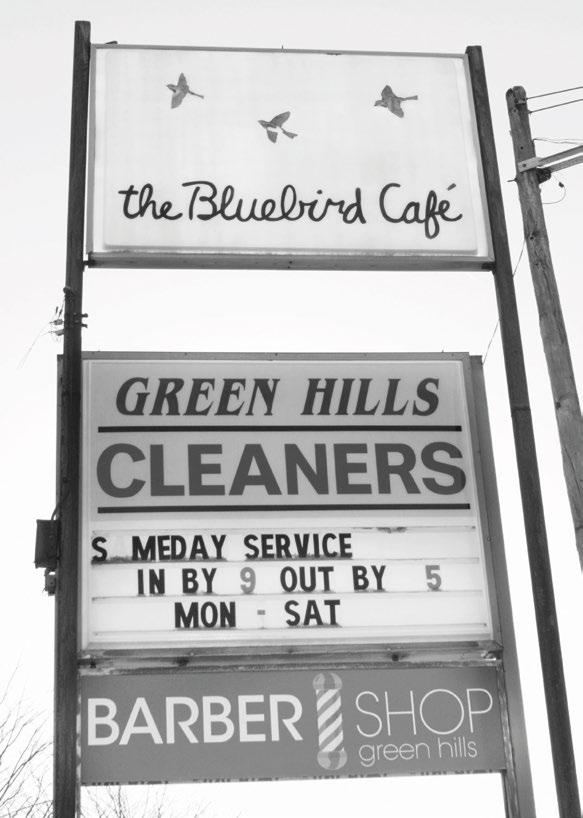 the Bluebird Café
GREEN HILLS
CLEANERS
S MEDAY SERVICE
IN BY 9 OUT BY 5
MON - SAT
BARBER SHOP
green hills